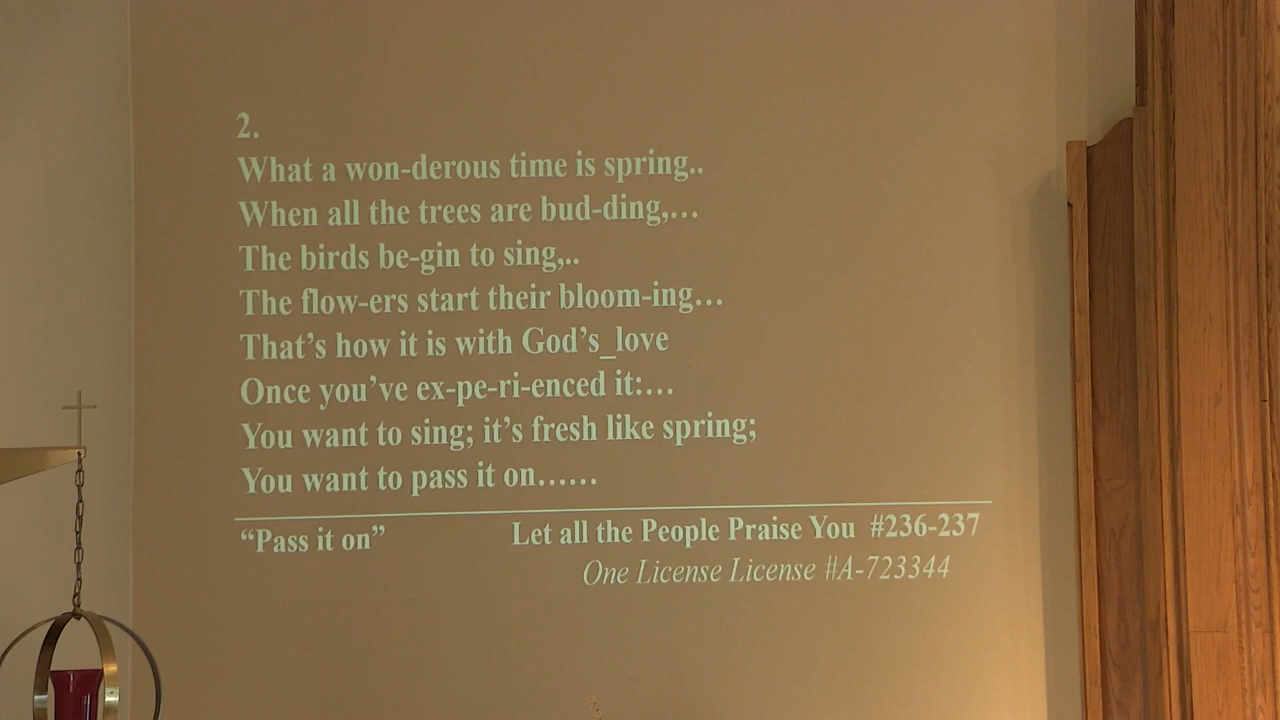 2.
What a won-derous time is spring..
When all the trees are bud-ding,...
The birds be-gin to sing,..
The flow-ers start their bloom-ing...
That's how it is with God's_love
Once you've ex-pe-ri-enced it:...
You want to sing; it's fresh like spring;
You want to pass it on......
“Pass it on” Let all the People Praise You #236-237
One License License #A-723344